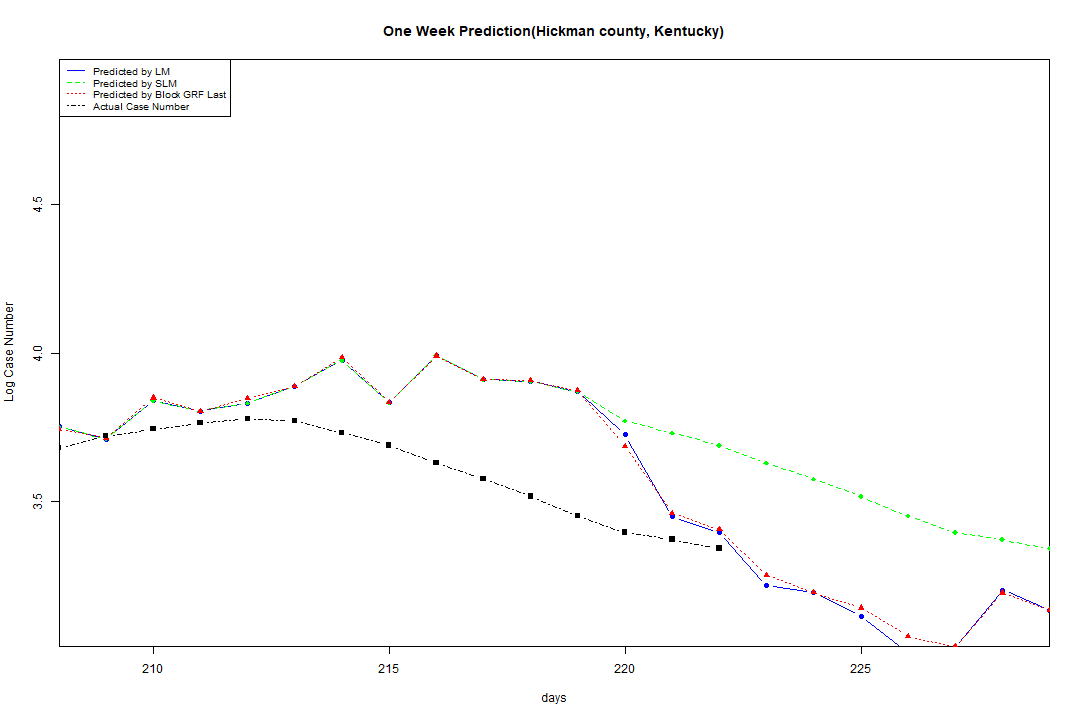 One Week Prediction(Hickman county, Kentucky)
Predicted by LM
Predicted by SLM
Predicted by Block GRF Last
Actual Case Number
4.5
4.0
3.5
Log Case Number
210 215 220 225
days